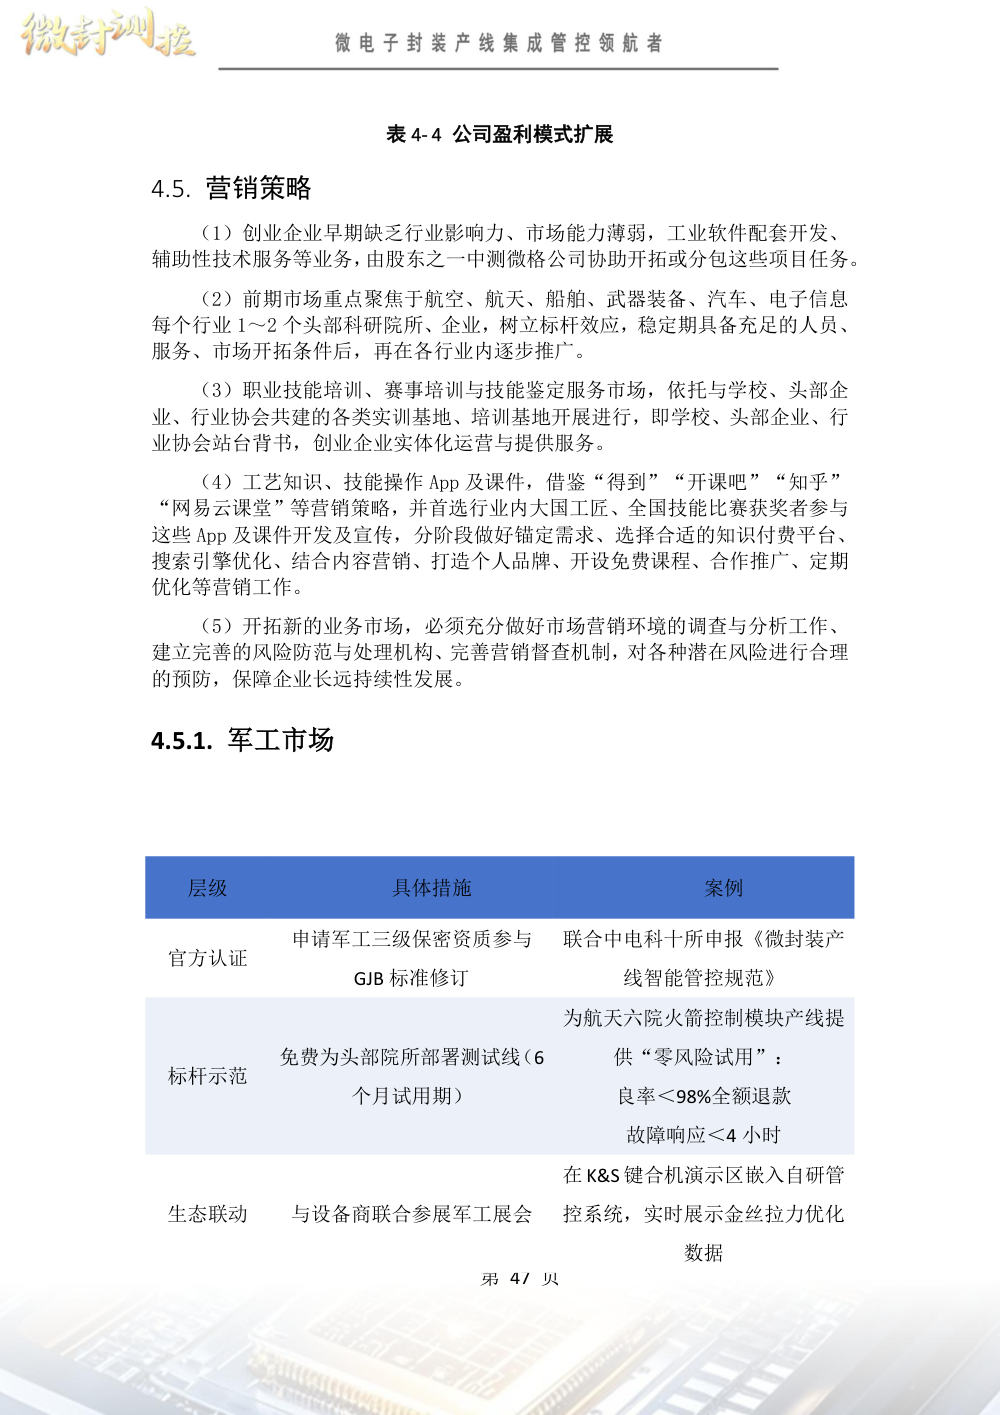 微封测控
微电子封装产线集成管控领航者
表 4- 4 公司盈利模式扩展
4.5. 营销策略
（1）创业企业早期缺乏行业影响力、市场能力薄弱，工业软件配套开发、
辅助性技术服务等业务，由股东之一中测微格公司协助开拓或分包这些项目任务。
（2）前期市场重点聚焦于航空、航天、船舶、武器装备、汽车、电子信息
每个行业 1～2 个头部科研院所、企业，树立标杆效应，稳定期具备充足的人员、
服务、市场开拓条件后，再在各行业内逐步推广。
（3）职业技能培训、赛事培训与技能鉴定服务市场，依托与学校、头部企
业、行业协会共建的各类实训基地、培训基地开展进行，即学校、头部企业、行
业协会站台背书，创业企业实体化运营与提供服务。
（4）工艺知识、技能操作 App 及课件，借鉴“得到”“开课吧”“知乎”
“网易云课堂”等营销策略，并首选行业内大国工匠、全国技能比赛获奖者参与
这些 App 及课件开发及宣传，分阶段做好锚定需求、选择合适的知识付费平台、
搜索引擎优化、结合内容营销、打造个人品牌、开设免费课程、合作推广、定期
优化等营销工作。
（5）开拓新的业务市场，必须充分做好市场营销环境的调查与分析工作、
建立完善的风险防范与处理机构、完善营销督查机制，对各种潜在风险进行合理
的预防，保障企业长远持续性发展。
4.5.1. 军工市场
层级 具体措施 案例
官方认证
申请军工三级保密资质参与
GJB 标准修订
联合中电科十所申报《微封装产
线智能管控规范》
标杆示范
免费为头部院所部署测试线（6
个月试用期）
为航天六院火箭控制模块产线提
供“零风险试用”：
良率＜98%全额退款
故障响应＜4 小时
生态联动
与设备商联合参展军工展会
在 K&S 键合机演示区嵌入自研管
控系统，实时展示金丝拉力优化
数据
第 47 页